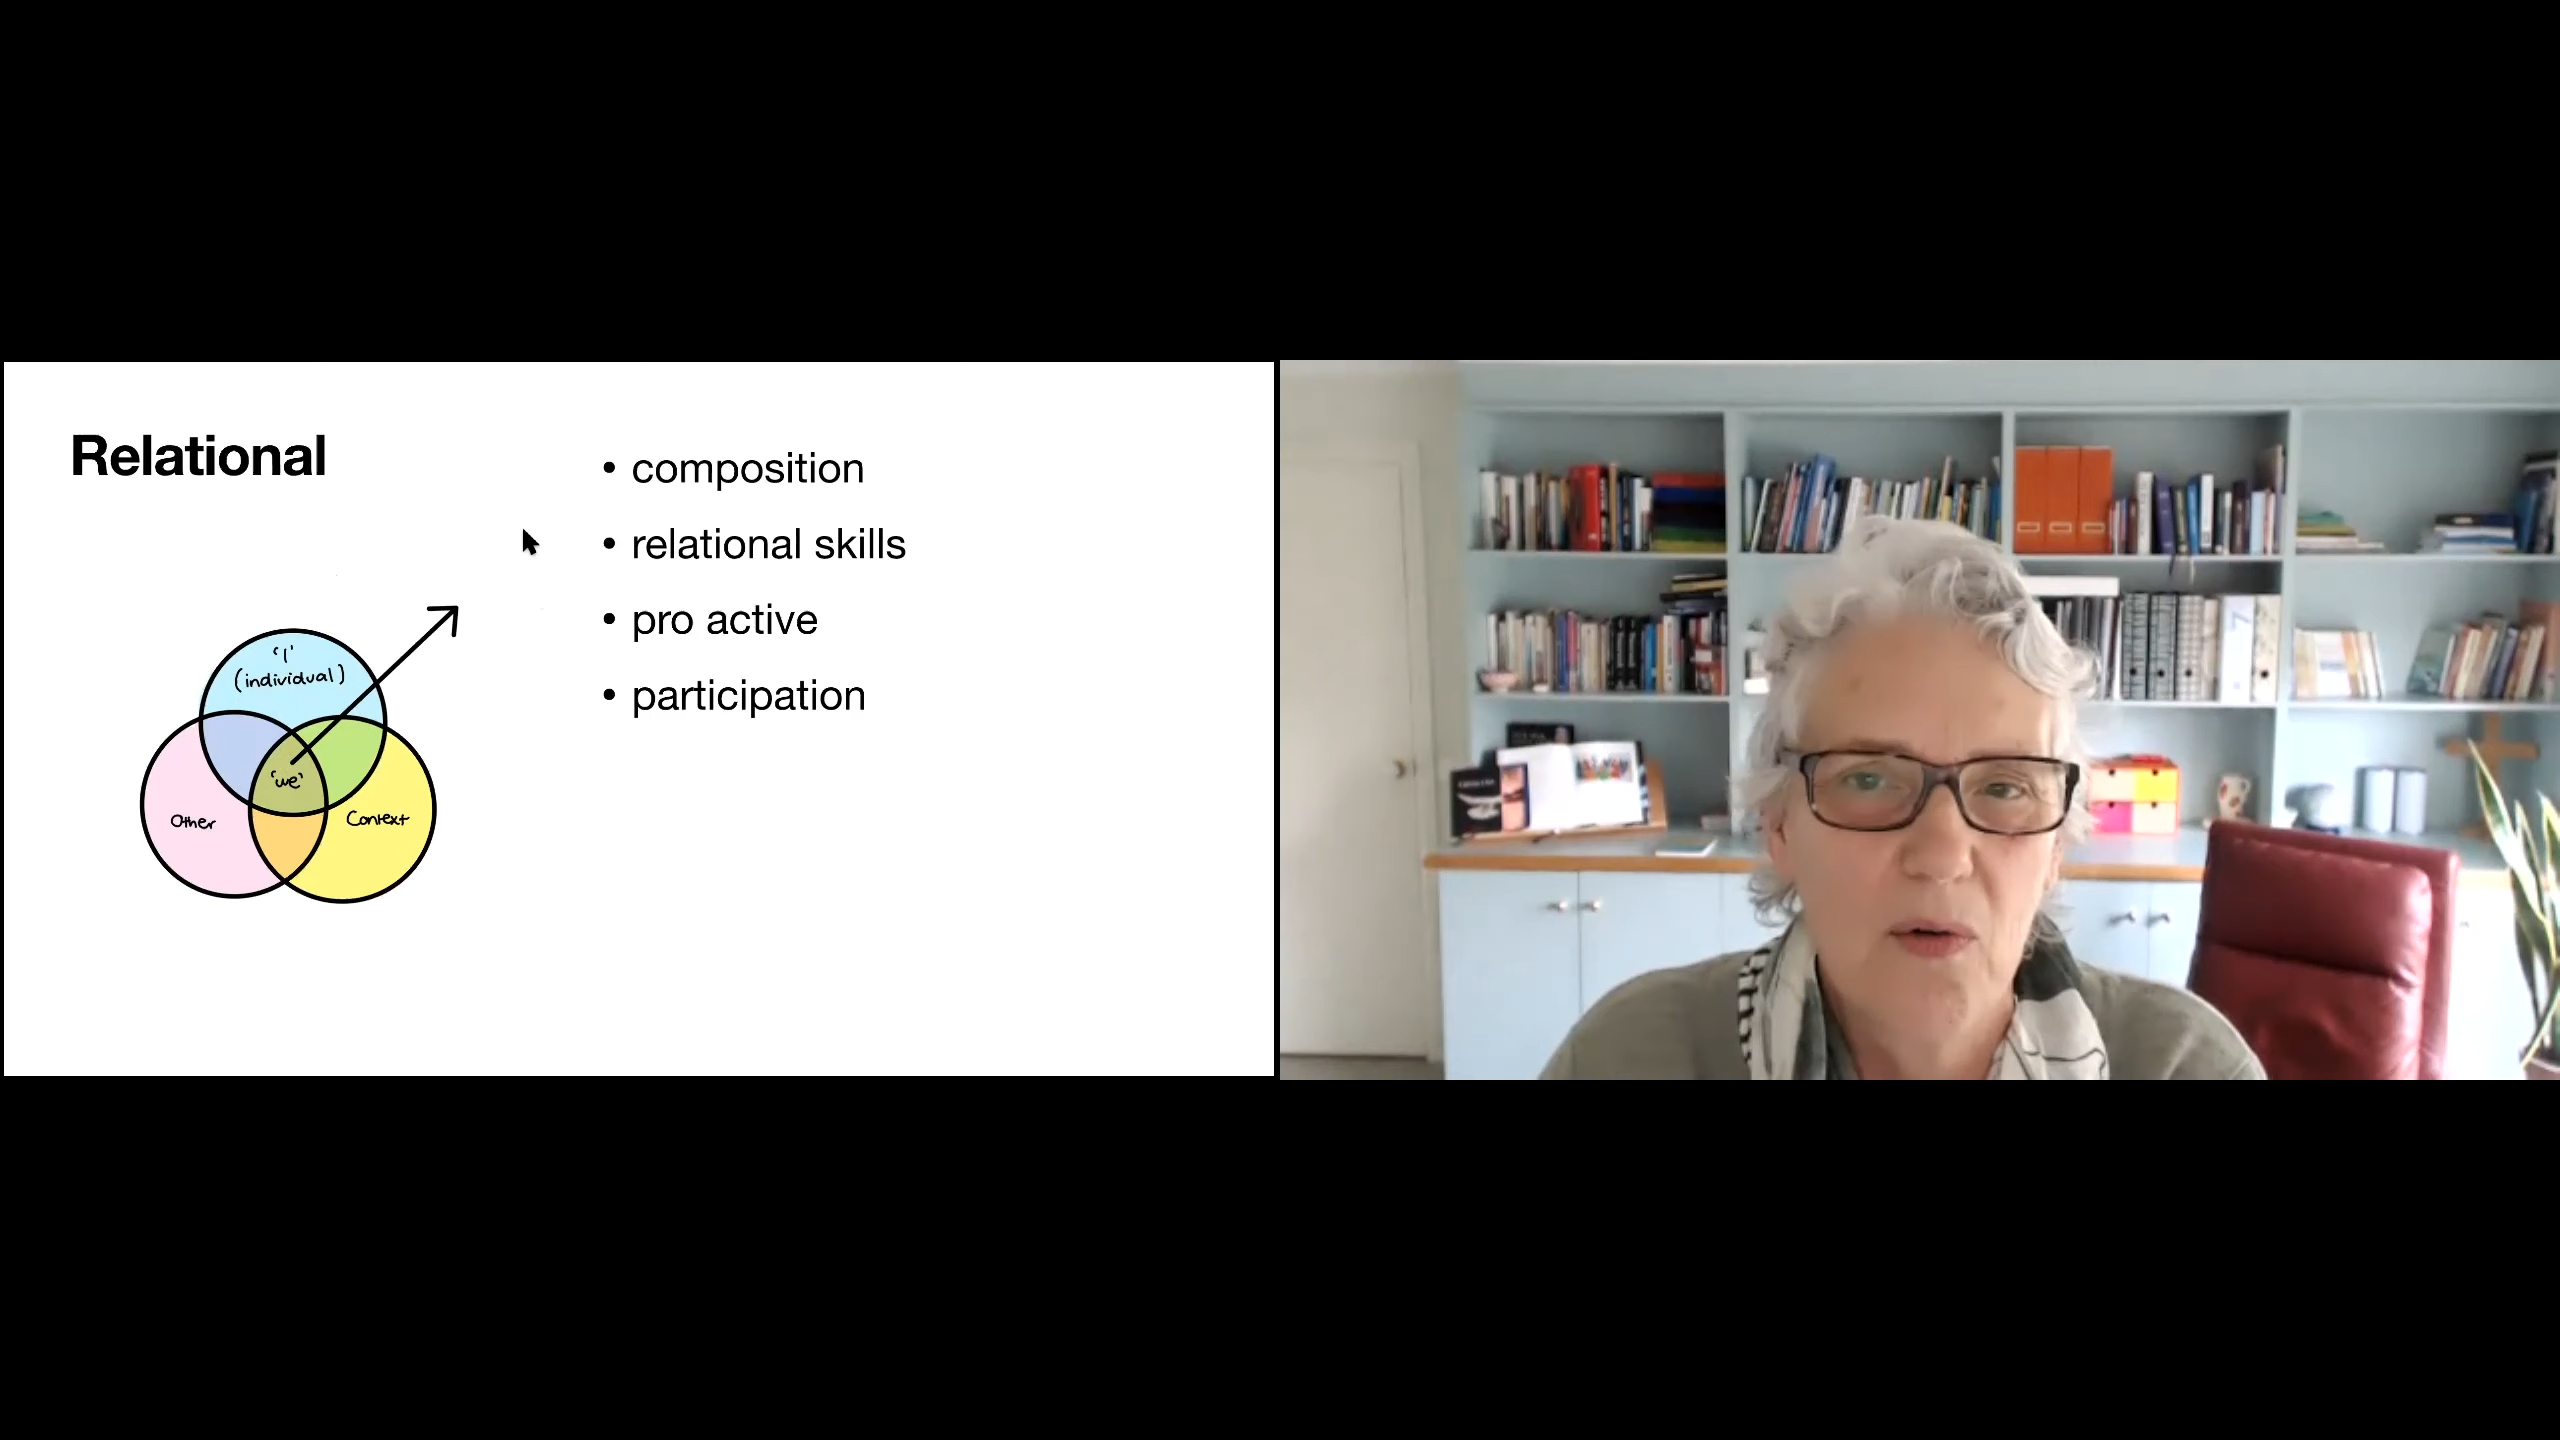 Relational
• composition
• relational skills
• pro active
• participation
'I'
(individual)
'we'
Other
Context